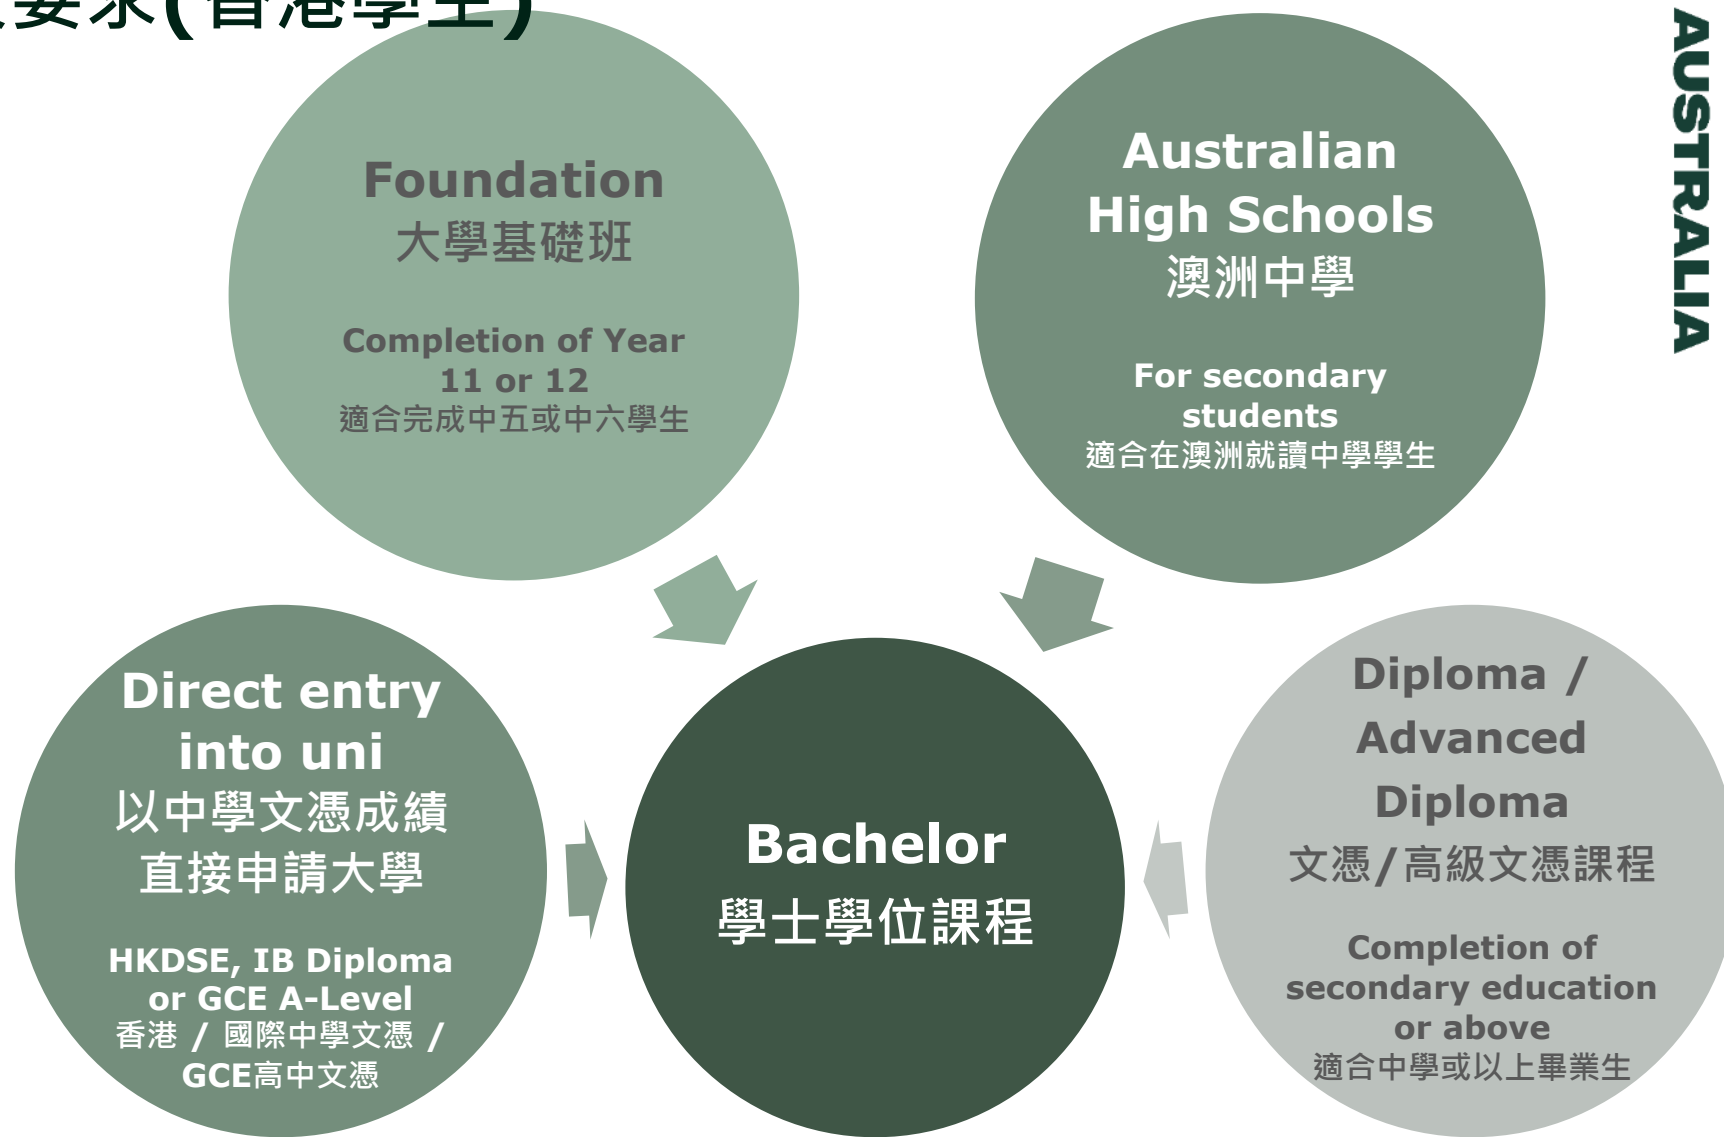 要求(香港學生)
AUSTRALIA
Foundation
大學基礎班
Completion of Year
11 or 12
適合完成中五或中六學生
Australian
High Schools
澳洲中學
For secondary
students
適合在澳洲就讀中學學生
Direct entry
into uni
以中學文憑成績
直接申請大學
HKDSE, IB Diploma
or GCE A-Level
香港 / 國際中學文憑 /
GCE高中文憑
Bachelor
學士學位課程
Diploma /
Advanced
Diploma
文憑/高級文憑課程
Completion of
secondary education
or above
適合中學或以上畢業生